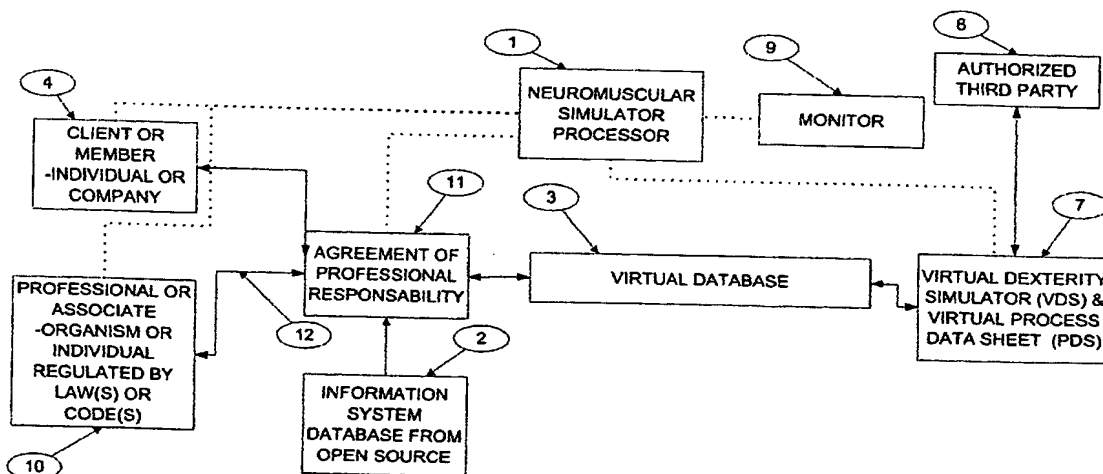 8
1
9
AUTHORIZED
THIRD PARTY
4
NEUROMUSCULAR
SIMULATOR
PROCESSOR
MONITOR
CLIENT OR
MEMBER
-INDIVIDUAL OR
COMPANY
11
3
7
AGREEMENT OF
PROFESSIONAL
RESPONSABILITY
VIRTUAL DATABASE
VIRTUAL DEXTERITY
SIMULATOR (VDS) &
VIRTUAL PROCESS
DATA SHEET (PDS)
PROFESSIONAL OR
ASSOCIATE
-ORGANISM OR
INDIVIDUAL
REGULATED BY
LAW(S) OR
CODE(S)
12
2
INFORMATION
SYSTEM
DATABASE FROM
OPEN SOURCE
10